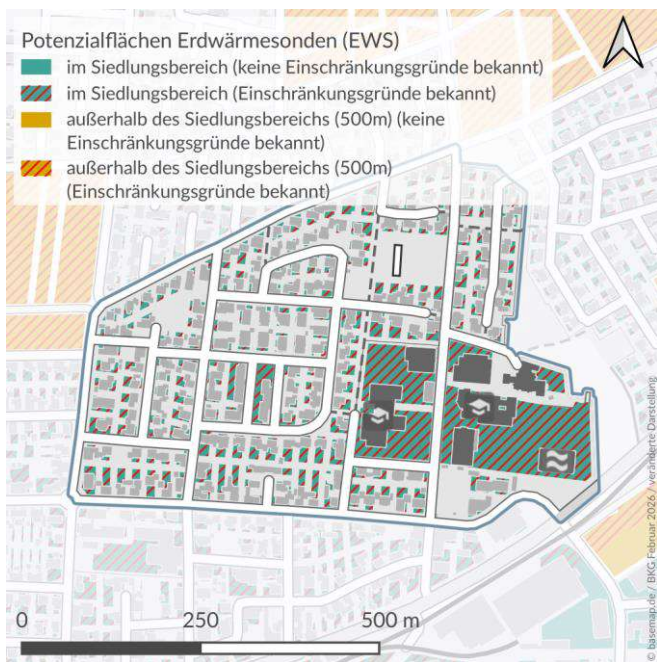 Potenzialflächen Erdwärmesonden (EWS)
im Siedlungsbereich (keine Einschränkungsgründe bekannt)
im Siedlungsbereich (Einschränkungsgründe bekannt)
außerhalb des Siedlungsbereichs (500m) (keine
Einschränkungsgründe bekannt)
außerhalb des Siedlungsbereichs (500m)
(Einschränkungsgründe bekannt)
0 250 500 m
© basemap.de / BKG Februar 2026 / veränderte Darstellung